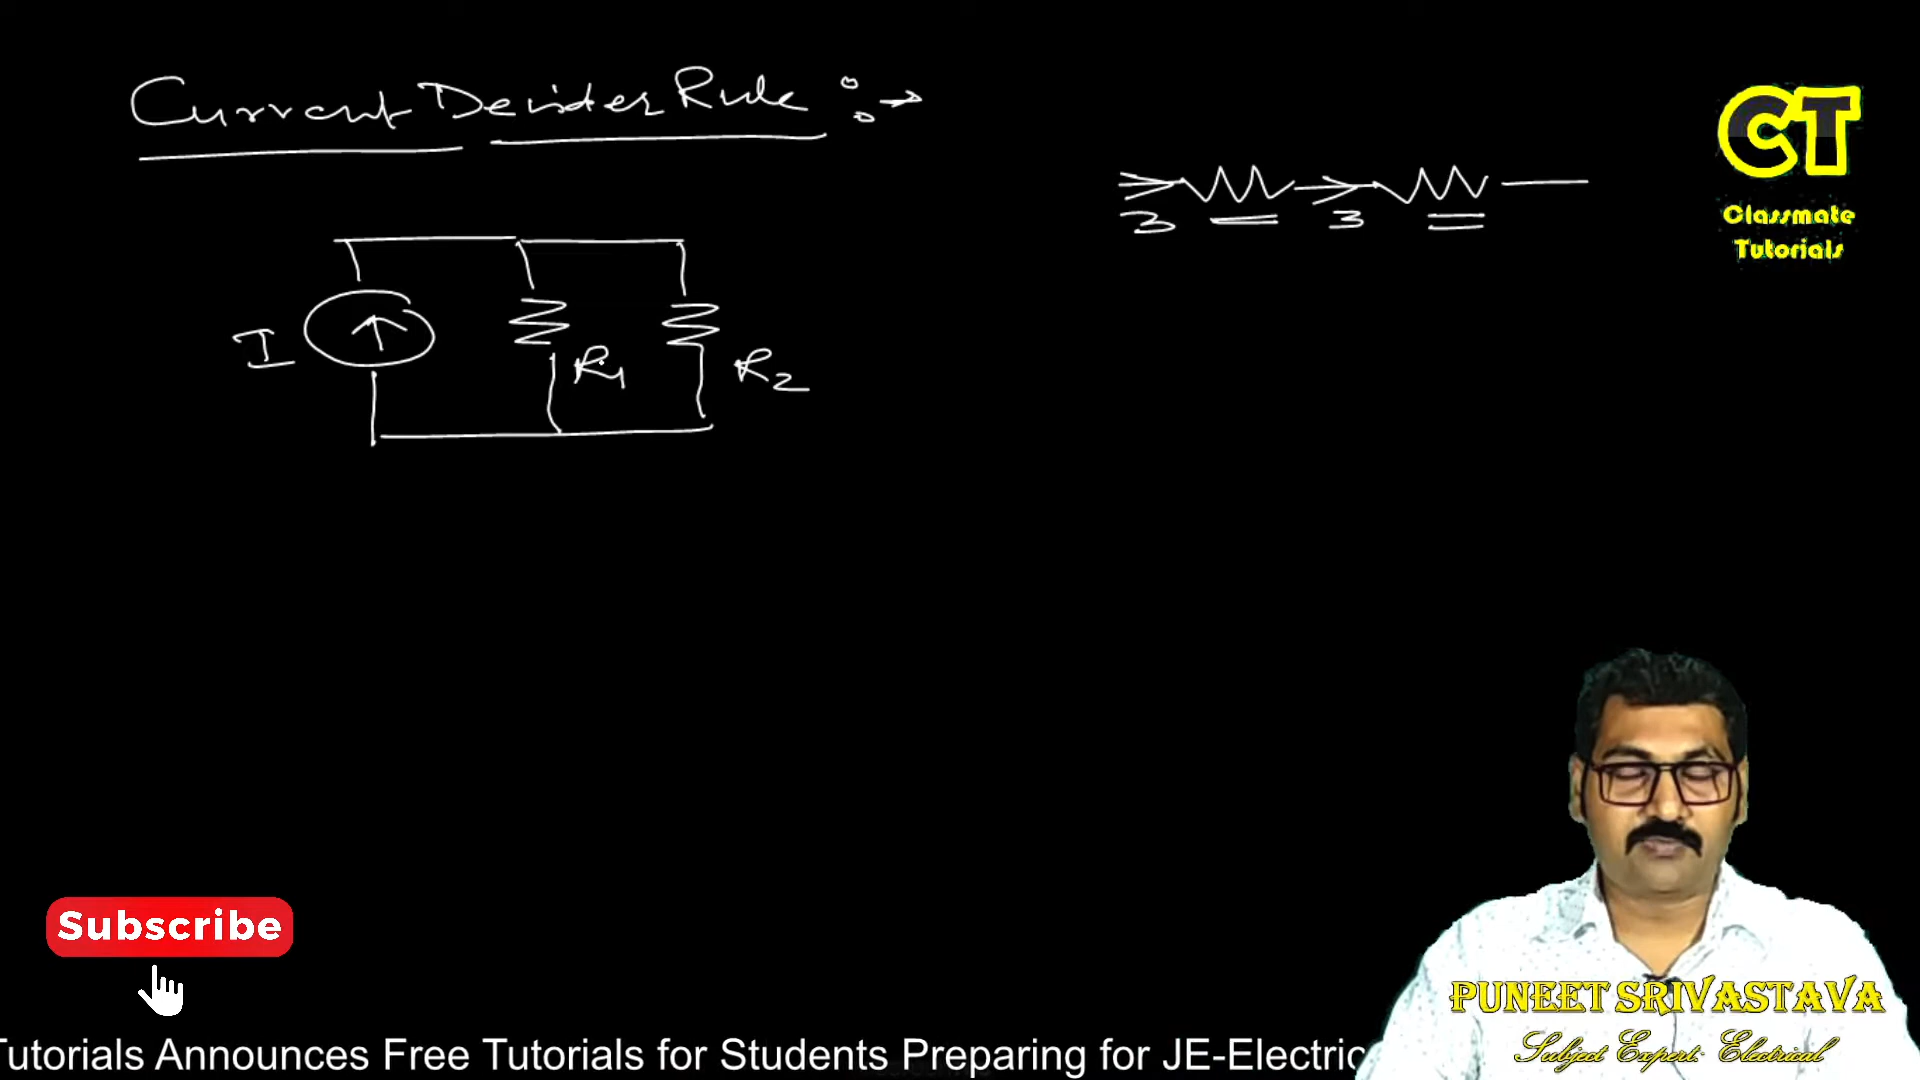 Current Devider Rule :→
CT
Classmate
Tutorials
3 3
I
R1
R2
Subscribe
PUNEET SRIVASTAVA
Subject Expert: Electrical
Tutorials Announces Free Tutorials for Students Preparing for JE-Electric